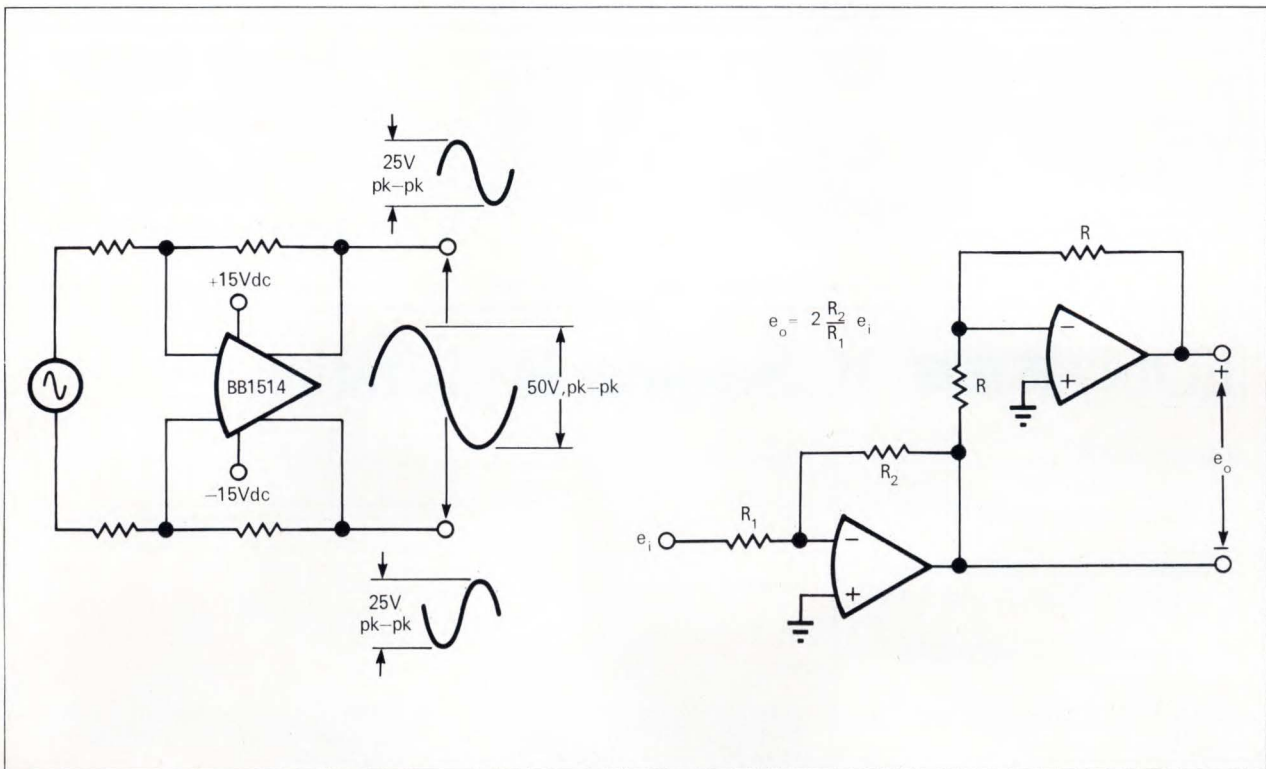 25V
pk–pk
+15Vdc
BB1514
50V, pk–pk
–15Vdc
25V
pk–pk
R
e_o = 2 R_2/R_1 e_i
–
+
R
+
e_o
–
R_2
R_1
e_i
–
+